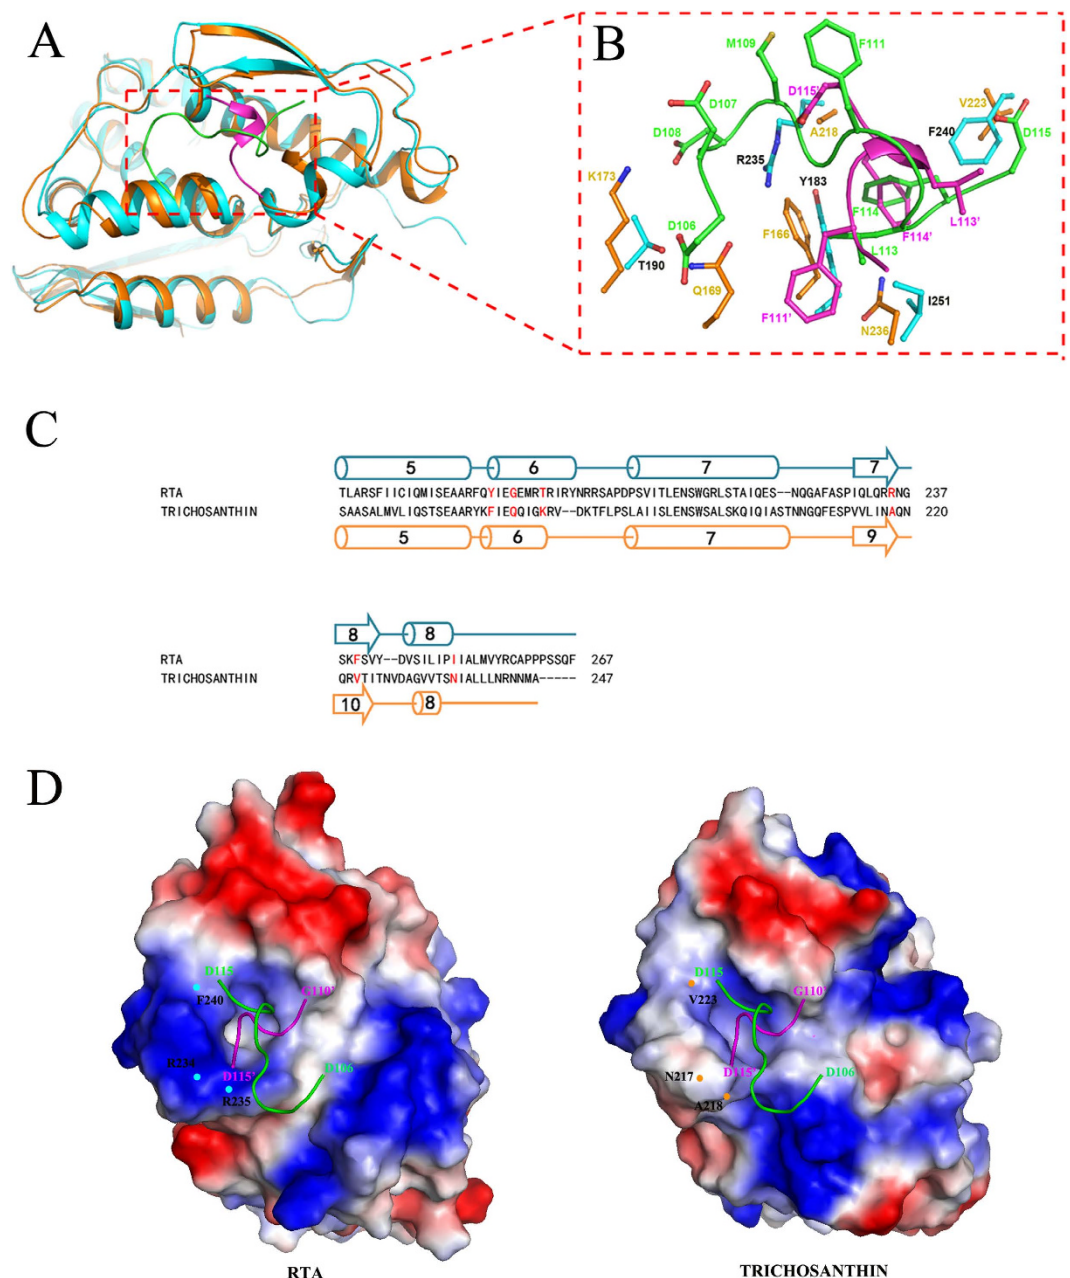 A
B
M109
F111
D115'
D107
V223
A218
F240
D115
D108
R235
K173
Y183
F114
L113'
D106
F166
F114'
T190
L113
Q169
I251
F111'
N236
C
5 6 7 7
RTA TLARSFIICIQMISEAARFQYIEGEMRTRIRYNRRSAPDPSVITLENSWGRLSTAIQES--NQGAFASPIQLQRRNG 237
TRICHOSANTHIN SAASALMVLIQSTSEAARYKFIEQQIGKRV--DKTFLPSLAIISLENSWSALSKQIQIASTNNGQFESPVVLINAQN 220
5 6 7 9
8 8
RTA SKFSVY--DVSILIPIIALMVYRCAPPPSSQF 267
TRICHOSANTHIN QRVTITNVDAGVVTSNIALLLNRNNMA----- 247
10 8
D
D115
F240
G110'
R234
D115'
D106
R235
RTA
D115
V223
G110'
N217
D115'
D106
A218
TRICHOSANTHIN